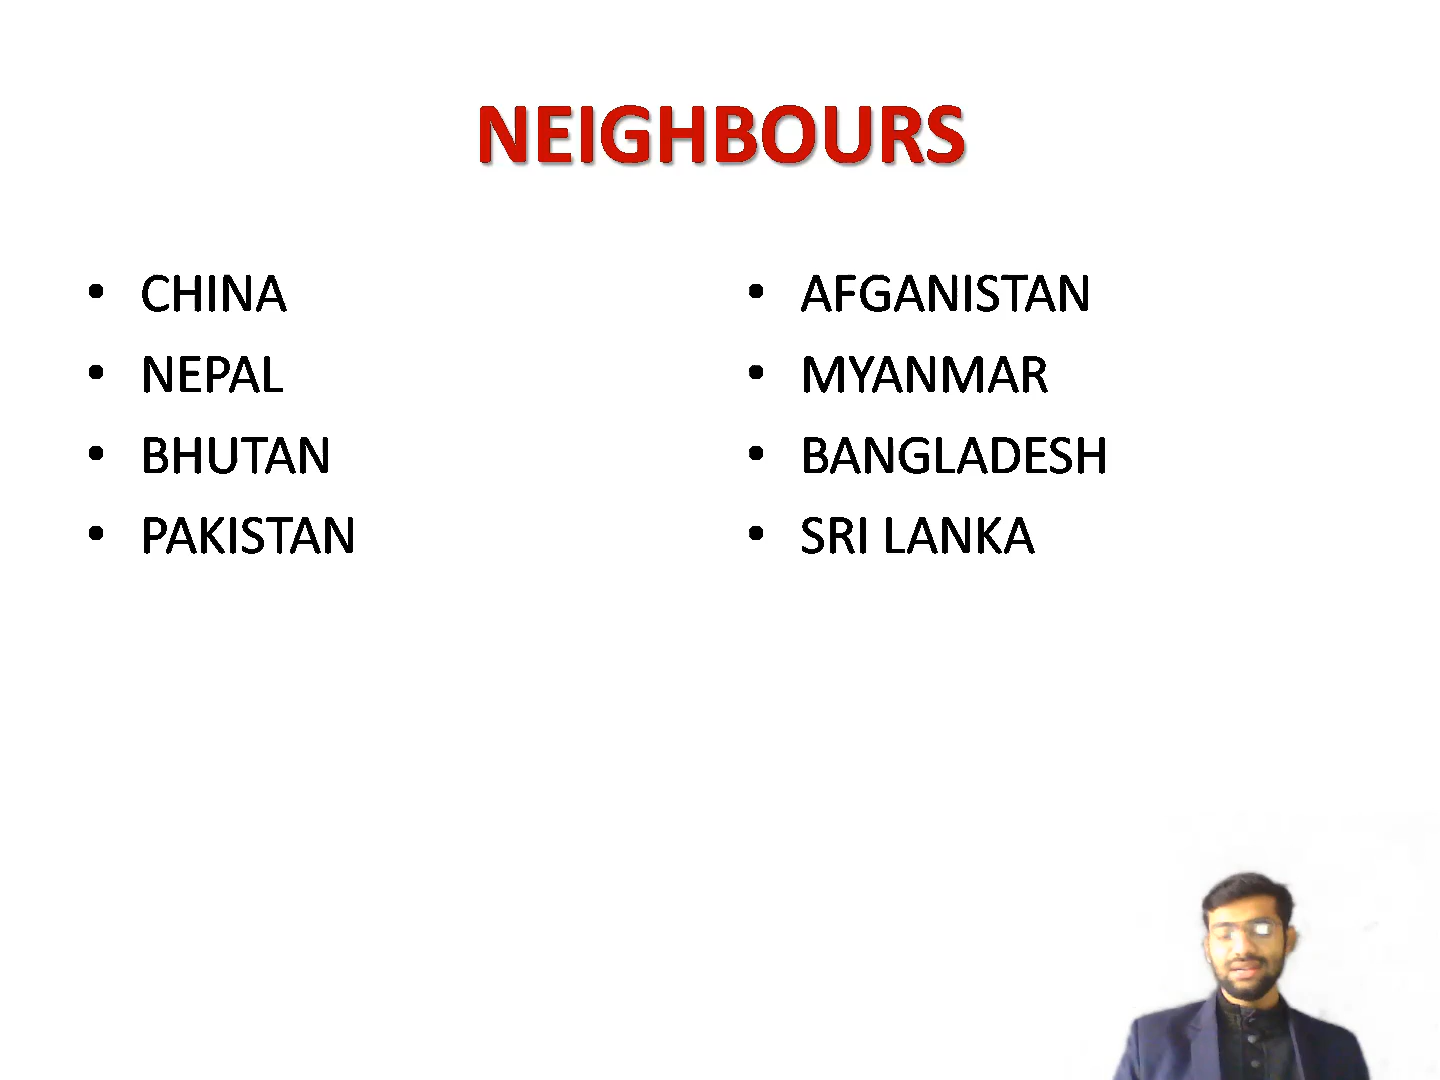 NEIGHBOURS
• CHINA
• NEPAL
• BHUTAN
• PAKISTAN
• AFGANISTAN
• MYANMAR
• BANGLADESH
• SRI LANKA